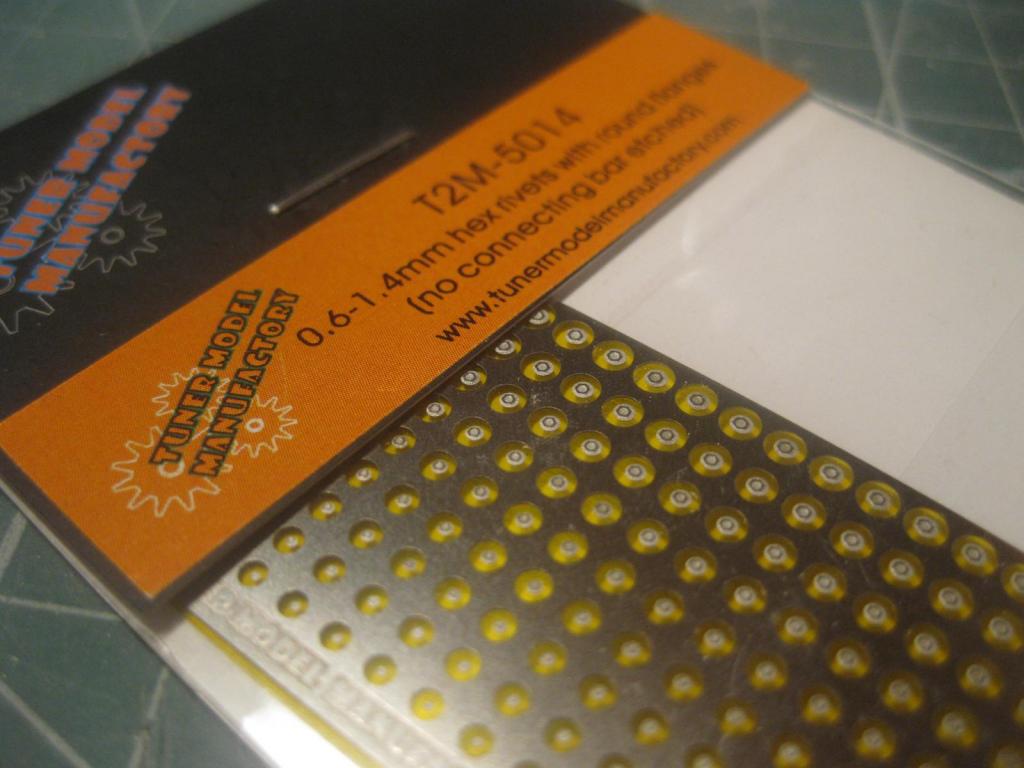 TUNER MODEL
MANUFACTORY
T2M-5014
0.6-1.4mm hex rivets with round flanges
(no connecting bar etched)
www.tunermodelmanufactory.com
TUNER MODEL
MANUFACTORY
MODEL